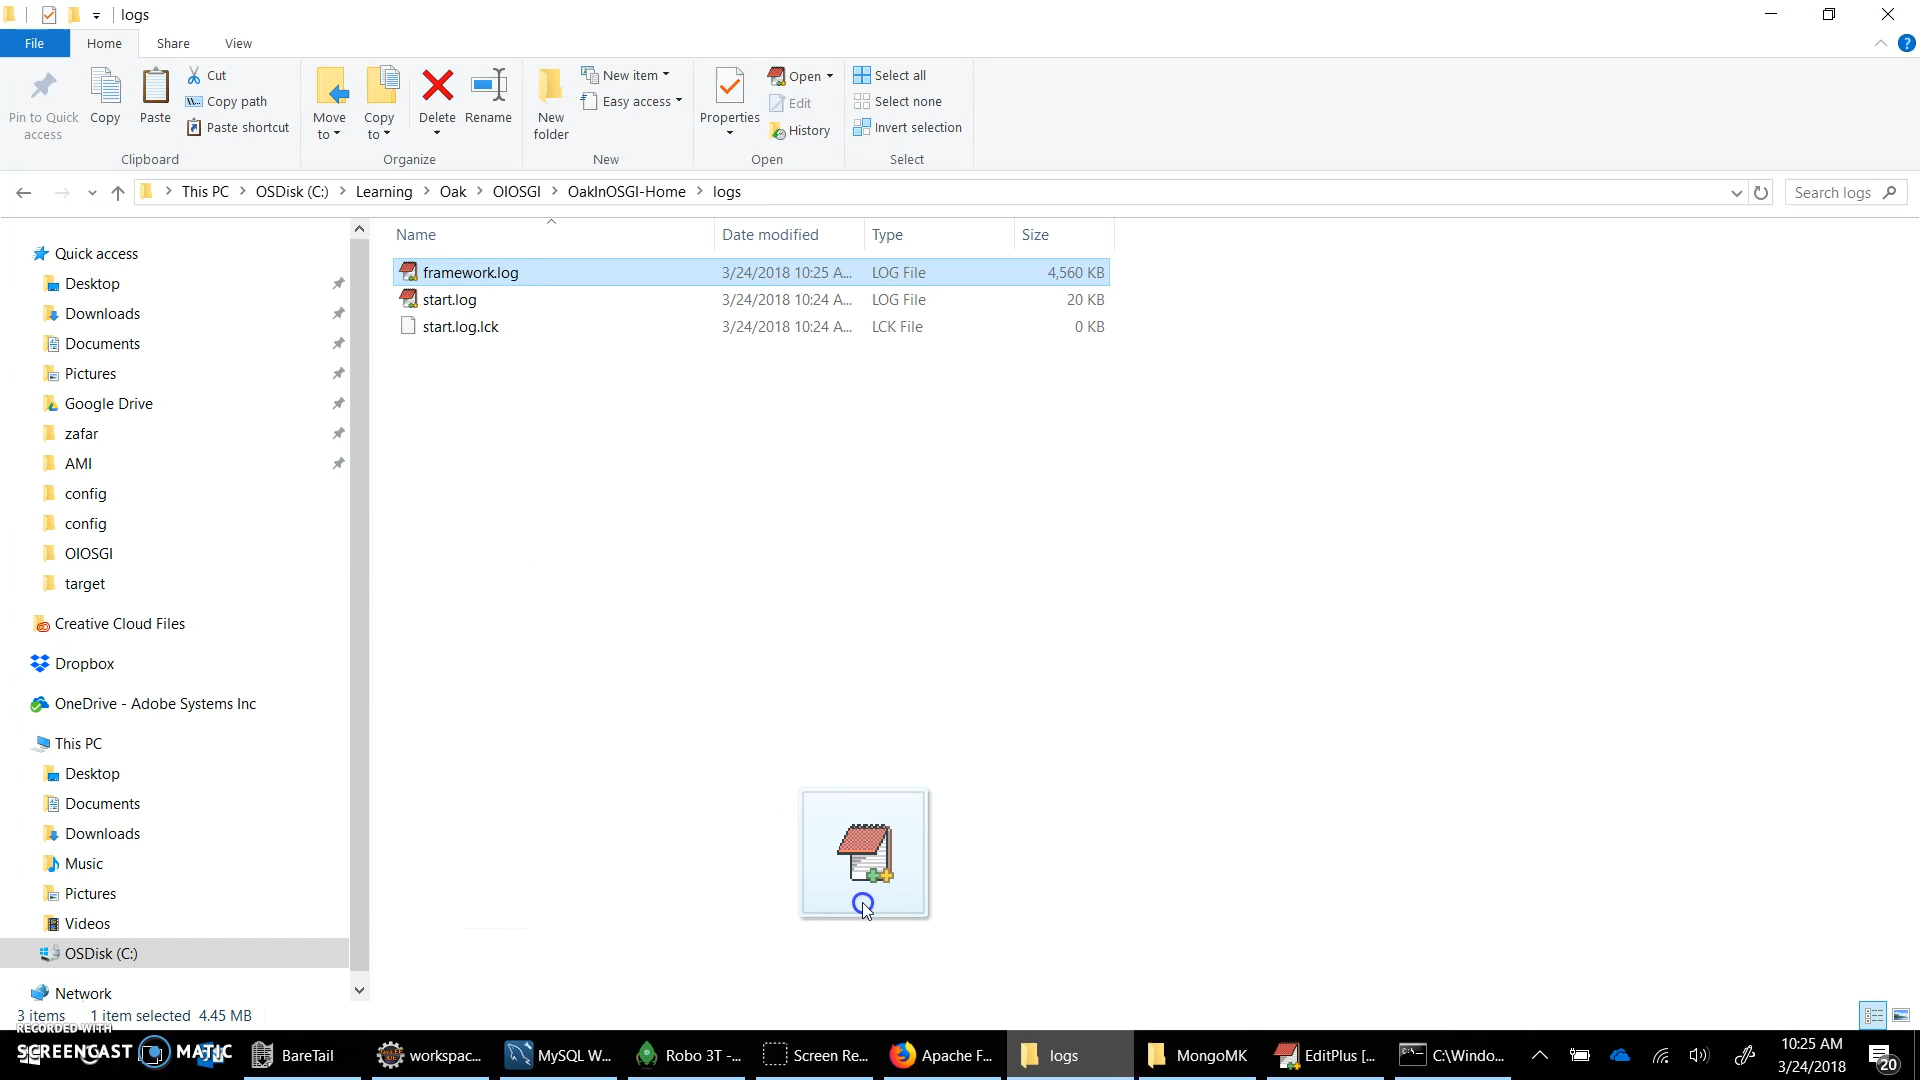 logs
File Home Share View
Pin to Quick access
Copy
Paste
Cut
Copy path
Paste shortcut
Clipboard
Move to
Copy to
Delete
Rename
Organize
New folder
New item
Easy access
New
Properties
Open
Edit
History
Open
Select all
Select none
Invert selection
Select
This PC > OSDisk (C:) > Learning > Oak > OIOSGI > OakInOSGI-Home > logs
Search logs
Name Date modified Type Size
framework.log 3/24/2018 10:25 A... LOG File 4,560 KB
start.log 3/24/2018 10:24 A... LOG File 20 KB
start.log.lck 3/24/2018 10:24 A... LCK File 0 KB
Quick access
Desktop
Downloads
Documents
Pictures
Google Drive
zafar
AMI
config
config
OIOSGI
target
Creative Cloud Files
Dropbox
OneDrive - Adobe Systems Inc
This PC
Desktop
Documents
Downloads
Music
Pictures
Videos
OSDisk (C:)
Network
3 items 1 item selected 4.45 MB
RECORDED WITH
SCREENCAST MATIC
BareTail
workspac...
MySQL W...
Robo 3T -...
Screen Re...
Apache F...
logs
MongoMK
EditPlus [...
C:\Windo...
10:25 AM
3/24/2018
20